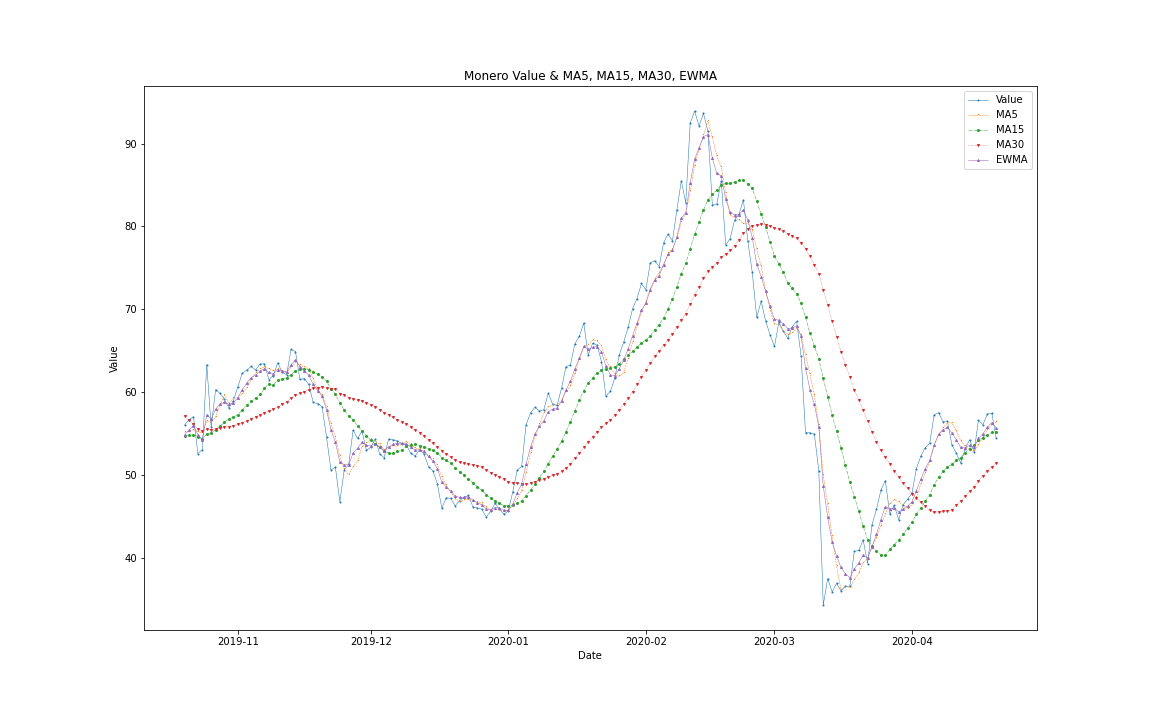 Monero Value & MA5, MA15, MA30, EWMA
Value
MA5
MA15
MA30
EWMA
90
80
70
60
50
40
Value
2019-11 2019-12 2020-01 2020-02 2020-03 2020-04
Date